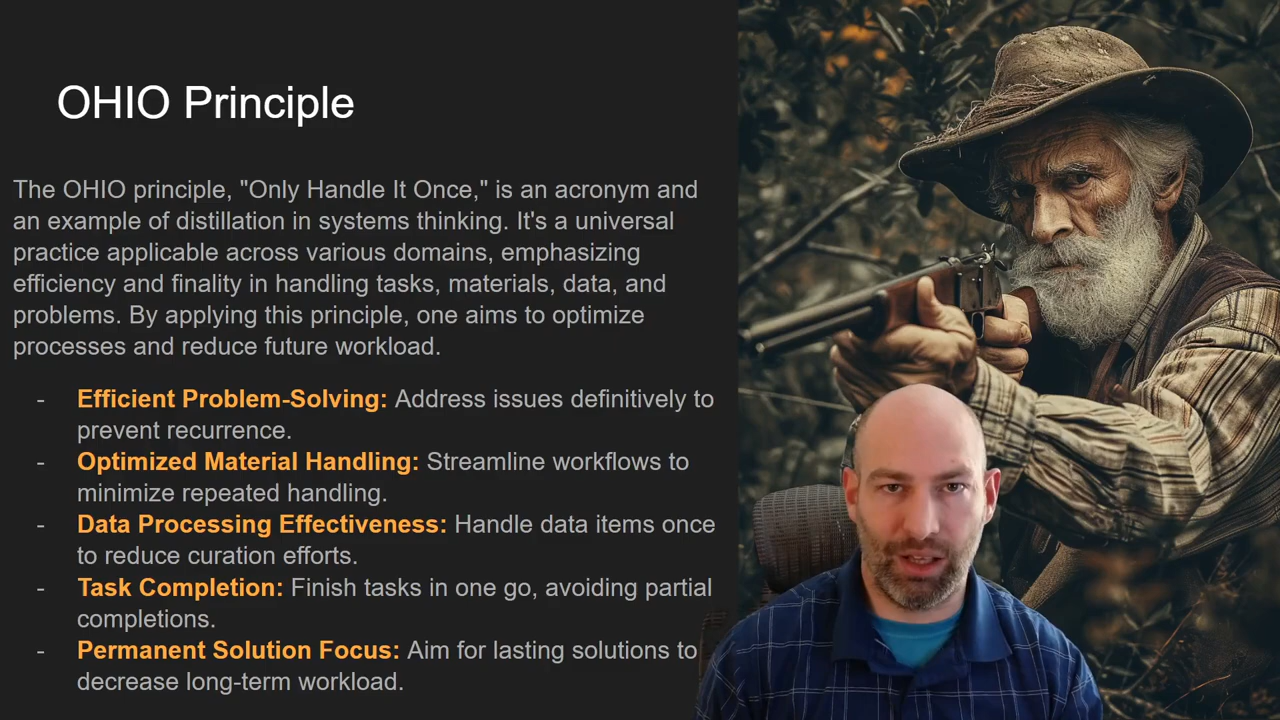 OHIO Principle
The OHIO principle, "Only Handle It Once," is an acronym and
an example of distillation in systems thinking. It's a universal
practice applicable across various domains, emphasizing
efficiency and finality in handling tasks, materials, data, and
problems. By applying this principle, one aims to optimize
processes and reduce future workload.
- Efficient Problem-Solving: Address issues definitively to
prevent recurrence.
- Optimized Material Handling: Streamline workflows to
minimize repeated handling.
- Data Processing Effectiveness: Handle data items once
to reduce curation efforts.
- Task Completion: Finish tasks in one go, avoiding partial
completions.
- Permanent Solution Focus: Aim for lasting solutions to
decrease long-term workload.